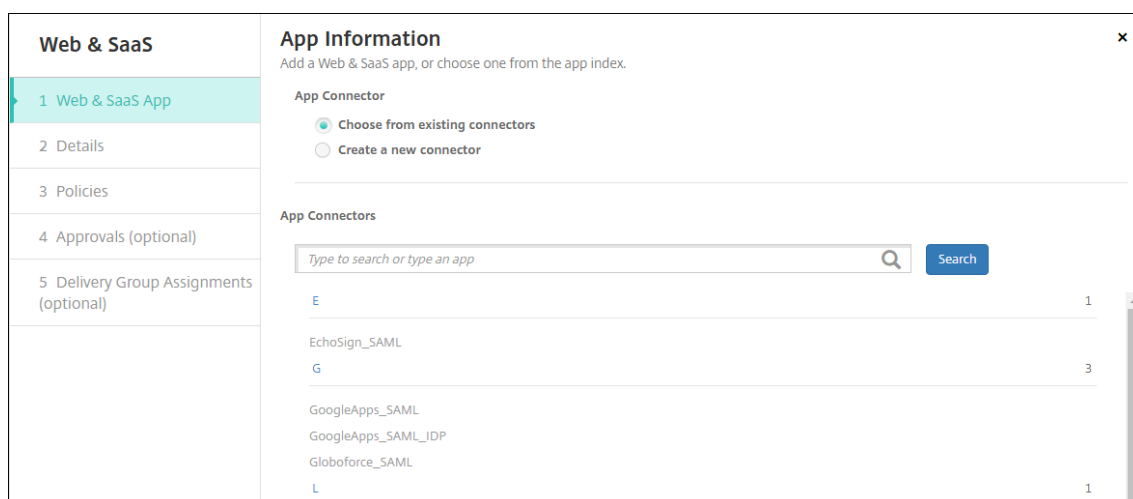 Web & SaaS
1 Web & SaaS App
2 Details
3 Policies
4 Approvals (optional)
5 Delivery Group Assignments
(optional)
App Information
×
Add a Web & SaaS app, or choose one from the app index.
App Connector
Choose from existing connectors
Create a new connector
App Connectors
Type to search or type an app
Search
E 1
EchoSign_SAML
G 3
GoogleApps_SAML
GoogleApps_SAML_IDP
Globoforce_SAML
L 1